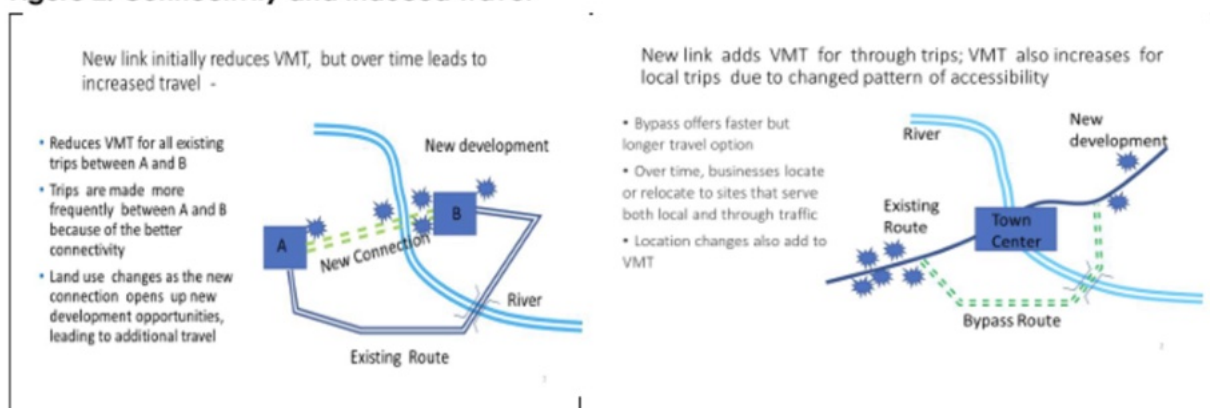 New link initially reduces VMT, but over time leads to
increased travel -
• Reduces VMT for all existing
trips between A and B
• Trips are made more
frequently between A and B
because of the better
connectivity
• Land use changes as the new
connection opens up new
development opportunities,
leading to additional travel
New development
A
B
New Connection
River
Existing Route
New link adds VMT for through trips; VMT also increases for
local trips due to changed pattern of accessibility
• Bypass offers faster but
longer travel option
• Over time, businesses locate
or relocate to sites that serve
both local and through traffic
• Location changes also add to
VMT
River
New
development
Existing
Route
Town
Center
Bypass Route
2